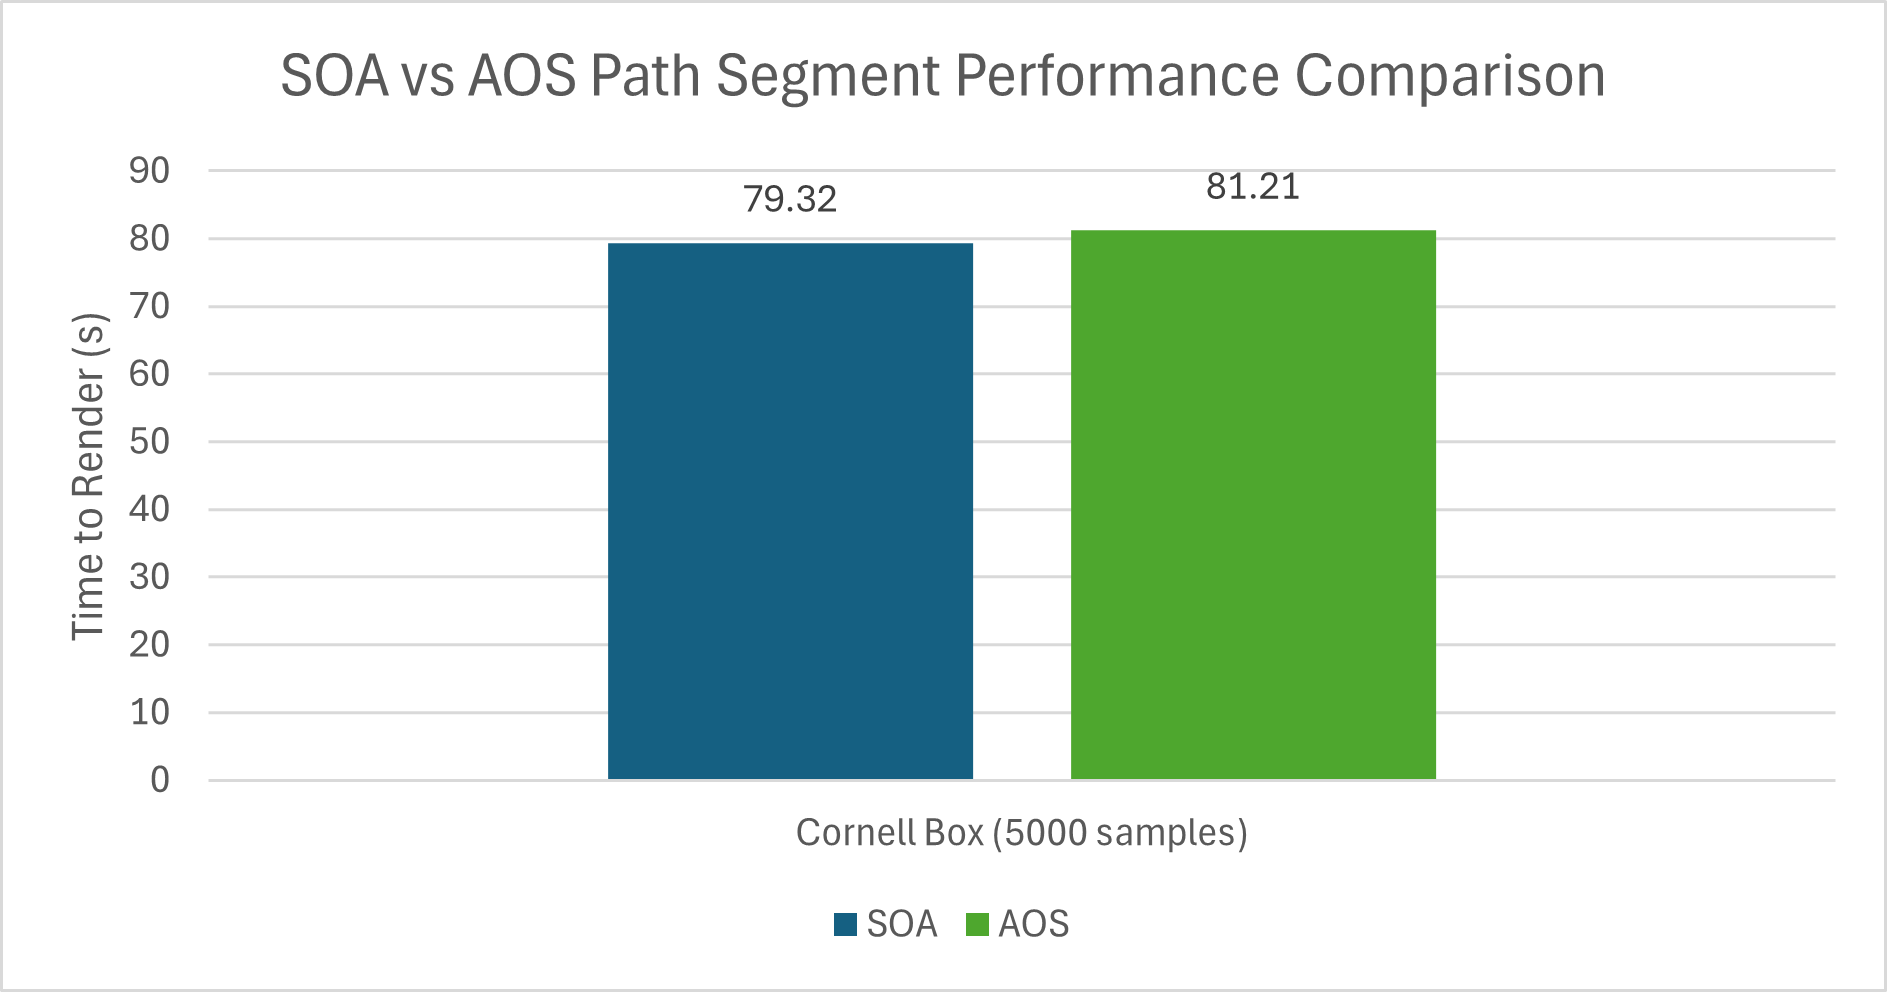 SOA vs AOS Path Segment Performance Comparison
Time to Render (s)
90
80
70
60
50
40
30
20
10
0
79.32
81.21
Cornell Box (5000 samples)
SOA
AOS